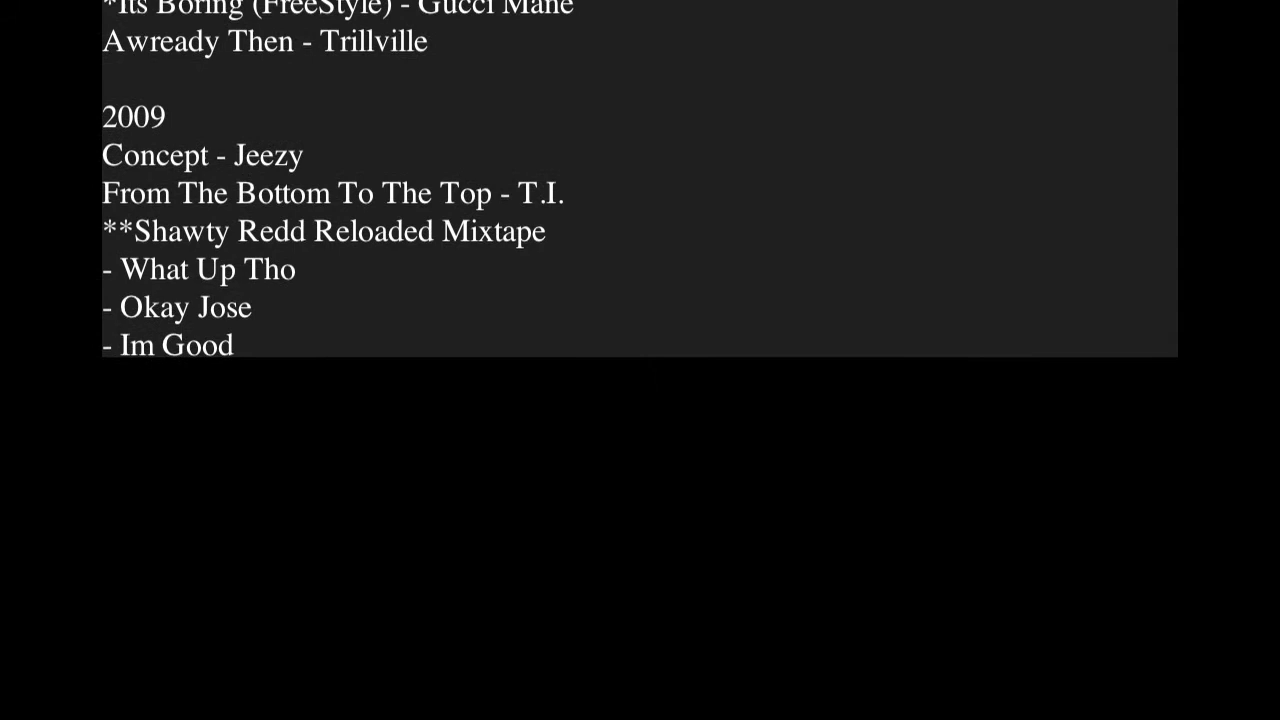 *Its Boring (FreeStyle) - Gucci Mane
Awready Then - Trillville
2009
Concept - Jeezy
From The Bottom To The Top - T.I.
**Shawty Redd Reloaded Mixtape
- What Up Tho
- Okay Jose
- Im Good